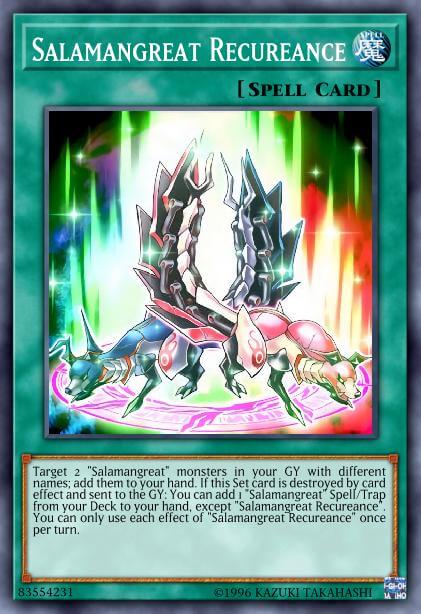 SALAMANGREAT RECUREANCE
SPELL
魔
[ SPELL CARD ]
Target 2 "Salamangreat" monsters in your GY with different
names; add them to your hand. If this Set card is destroyed by card
effect and sent to the GY: You can add 1 "Salamangreat" Spell/Trap
from your Deck to your hand, except "Salamangreat Recureance".
You can only use each effect of "Salamangreat Recureance" once
per turn.
83554231
©1996 KAZUKI TAKAHASHI